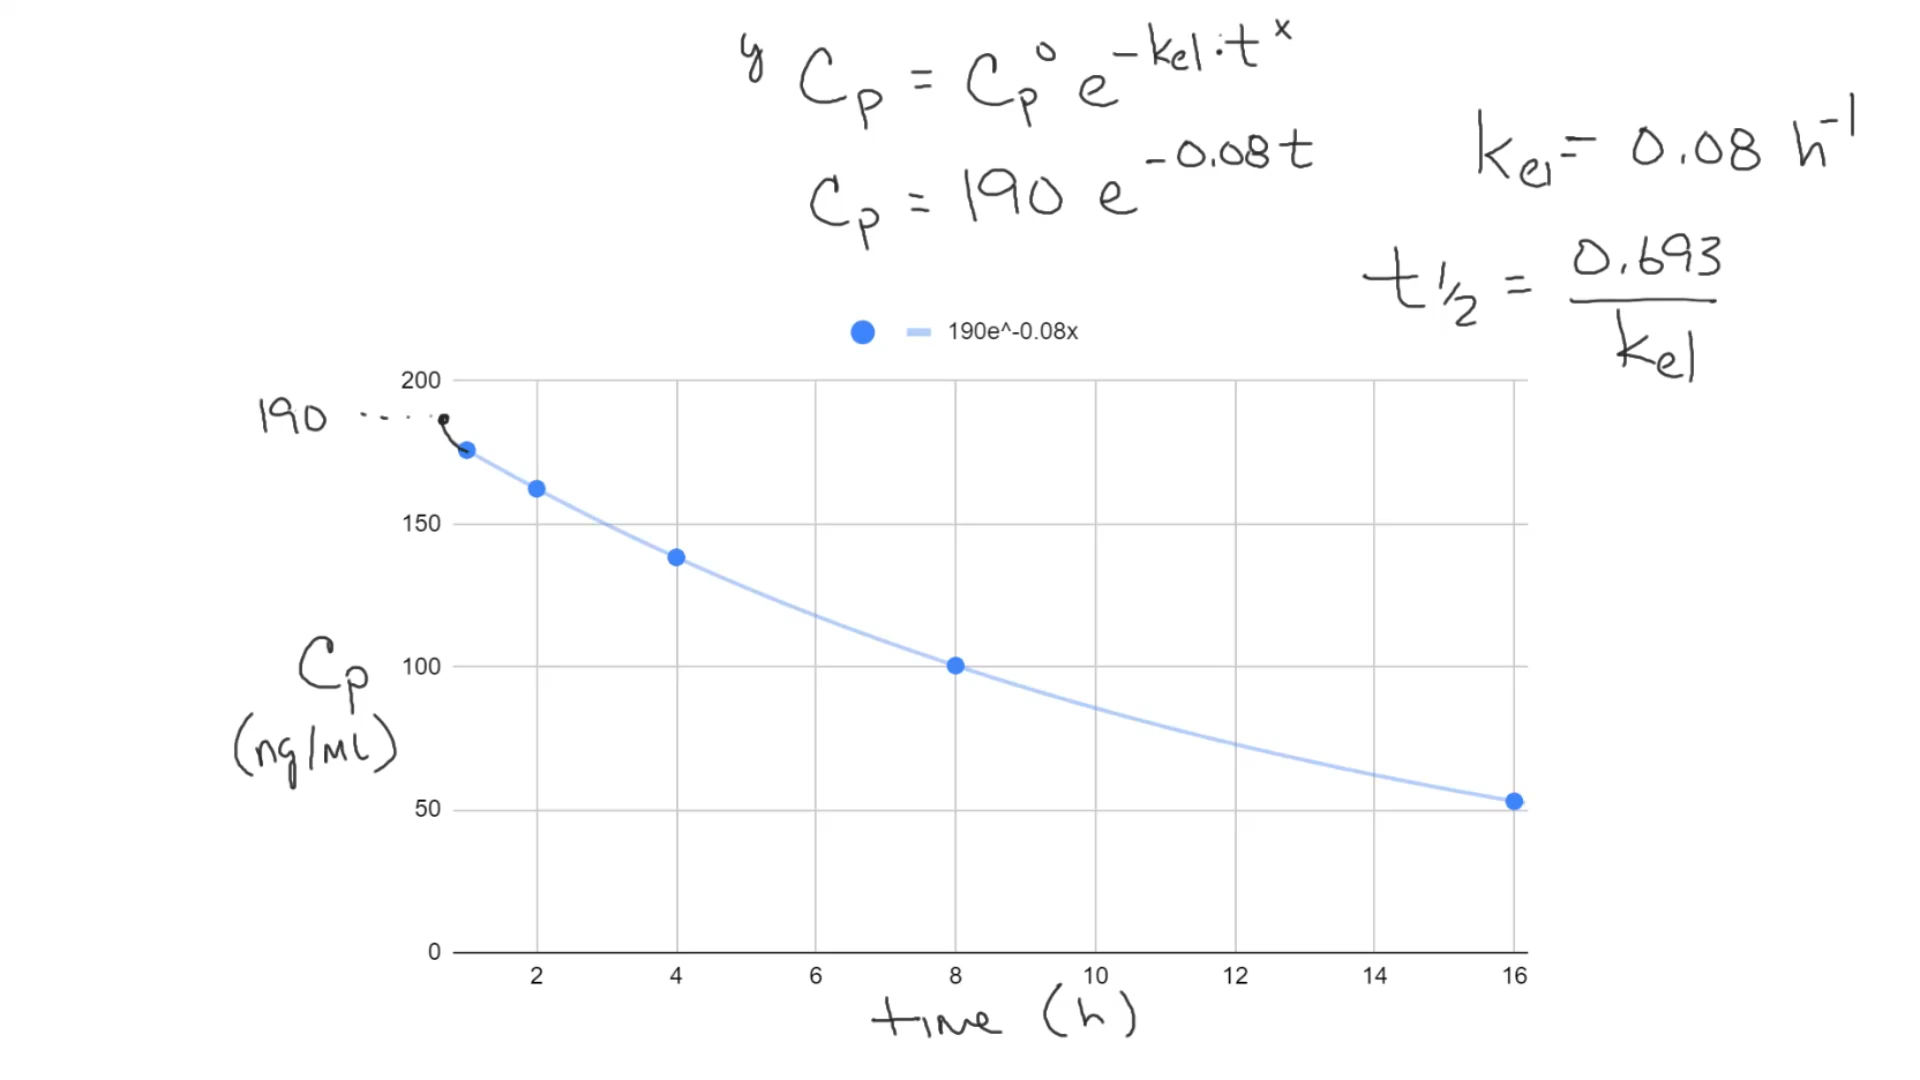 y Cp = Cp⁰ e^-kel·t x
Cp = 190 e^-0.08t
kel = 0.08 h⁻¹
t½ = 0.693/kel
190e^-0.08x
200
190 ....
150
Cp
100
(ng/mL)
50
0
2 4 6 8 10 12 14 16
time (h)